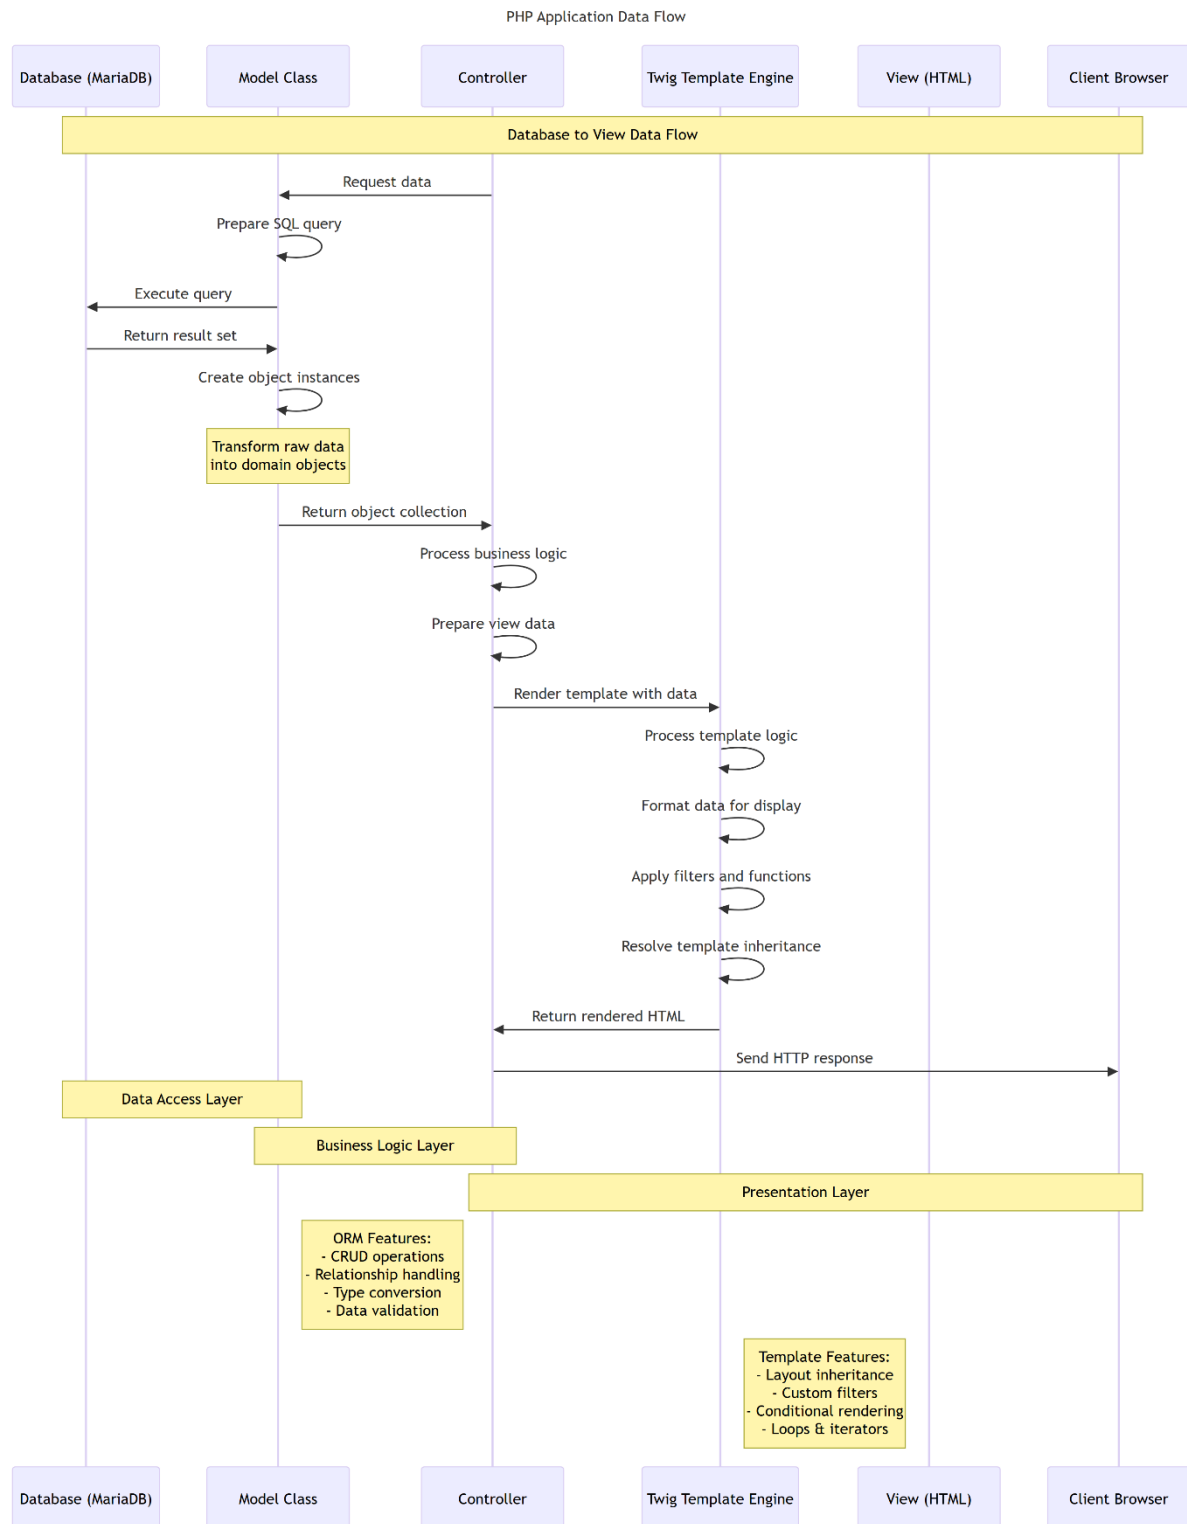 PHP Application Data Flow
Database (MariaDB)
Model Class
Controller
Twig Template Engine
View (HTML)
Client Browser
Database to View Data Flow
Request data
Prepare SQL query
Execute query
Return result set
Create object instances
Transform raw data
into domain objects
Return object collection
Process business logic
Prepare view data
Render template with data
Process template logic
Format data for display
Apply filters and functions
Resolve template inheritance
Return rendered HTML
Send HTTP response
Data Access Layer
Business Logic Layer
Presentation Layer
ORM Features:
- CRUD operations
- Relationship handling
- Type conversion
- Data validation
Template Features:
- Layout inheritance
- Custom filters
- Conditional rendering
- Loops & iterators
Database (MariaDB)
Model Class
Controller
Twig Template Engine
View (HTML)
Client Browser